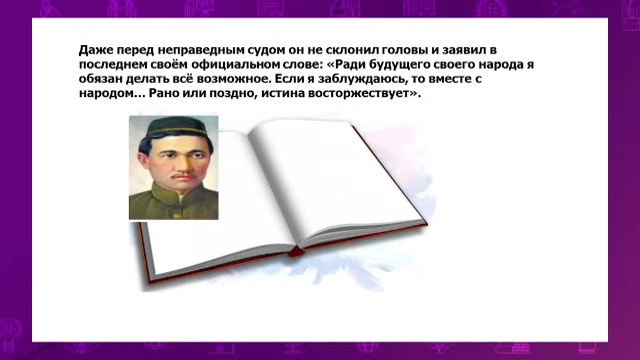 Даже перед неправедным судом он не склонил головы и заявил в
последнем своём официальном слове: «Ради будущего своего народа я
обязан делать всё возможное. Если я заблуждаюсь, то вместе с
народом… Рано или поздно, истина восторжествует».